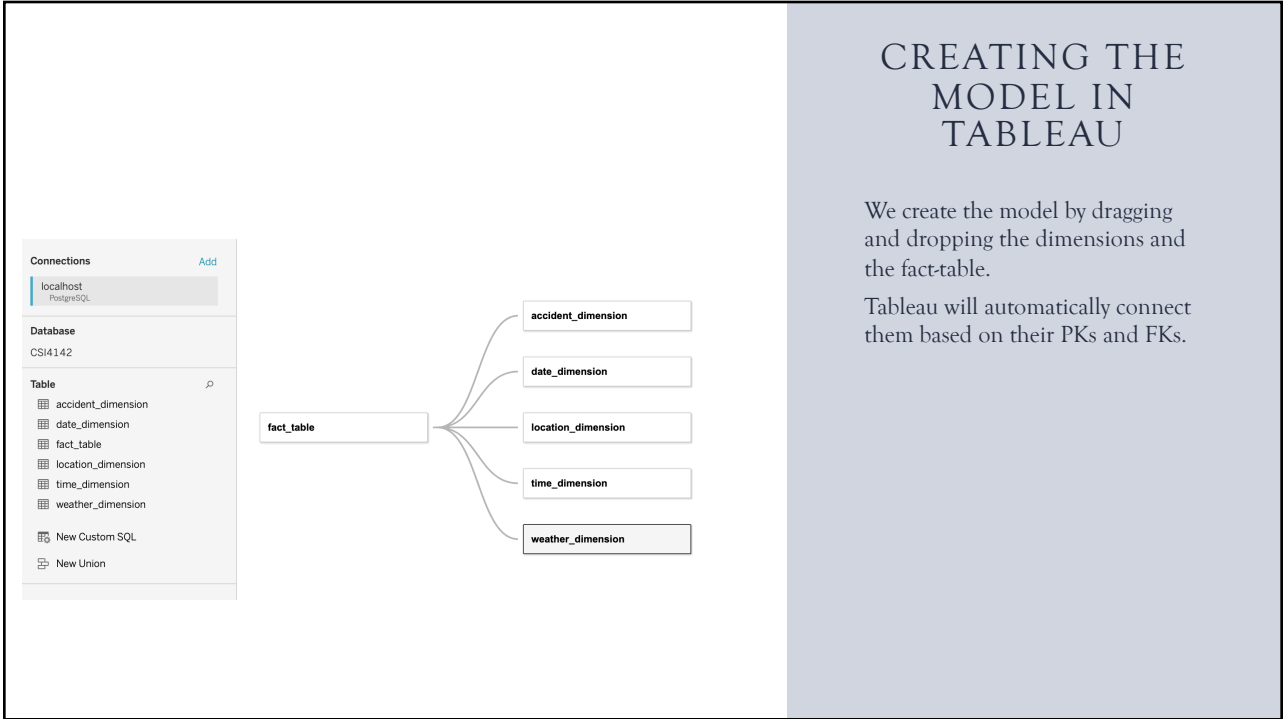 CREATING THE
MODEL IN
TABLEAU
We create the model by dragging
and dropping the dimensions and
the fact-table.
Tableau will automatically connect
them based on their PKs and FKs.
Connections Add
localhost
PostgreSQL
Database
CSI4142
Table
accident_dimension
date_dimension
fact_table
location_dimension
time_dimension
weather_dimension
New Custom SQL
New Union
fact_table
accident_dimension
date_dimension
location_dimension
time_dimension
weather_dimension